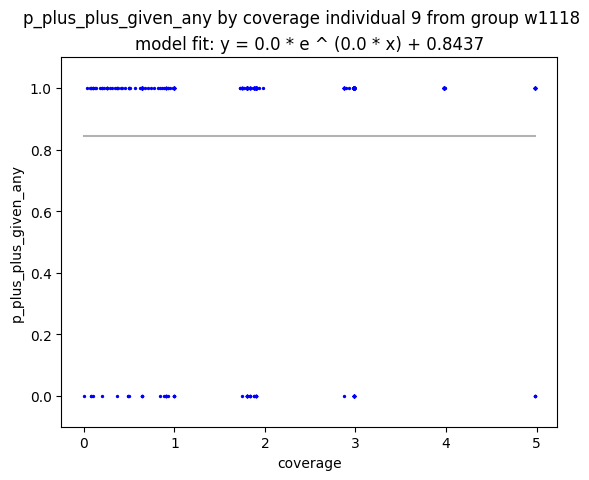 p_plus_plus_given_any by coverage individual 9 from group w1118
model fit: y = 0.0 * e ^ (0.0 * x) + 0.8437
1.0
0.8
0.6
0.4
0.2
0.0
p_plus_plus_given_any
0 1 2 3 4 5
coverage